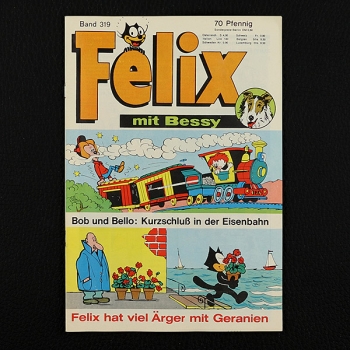 Band 319
70 Pfennig
Felix
mit Bessy
Bob und Bello: Kurzschluß in der Eisenbahn
Felix hat viel Ärger mit Geranien